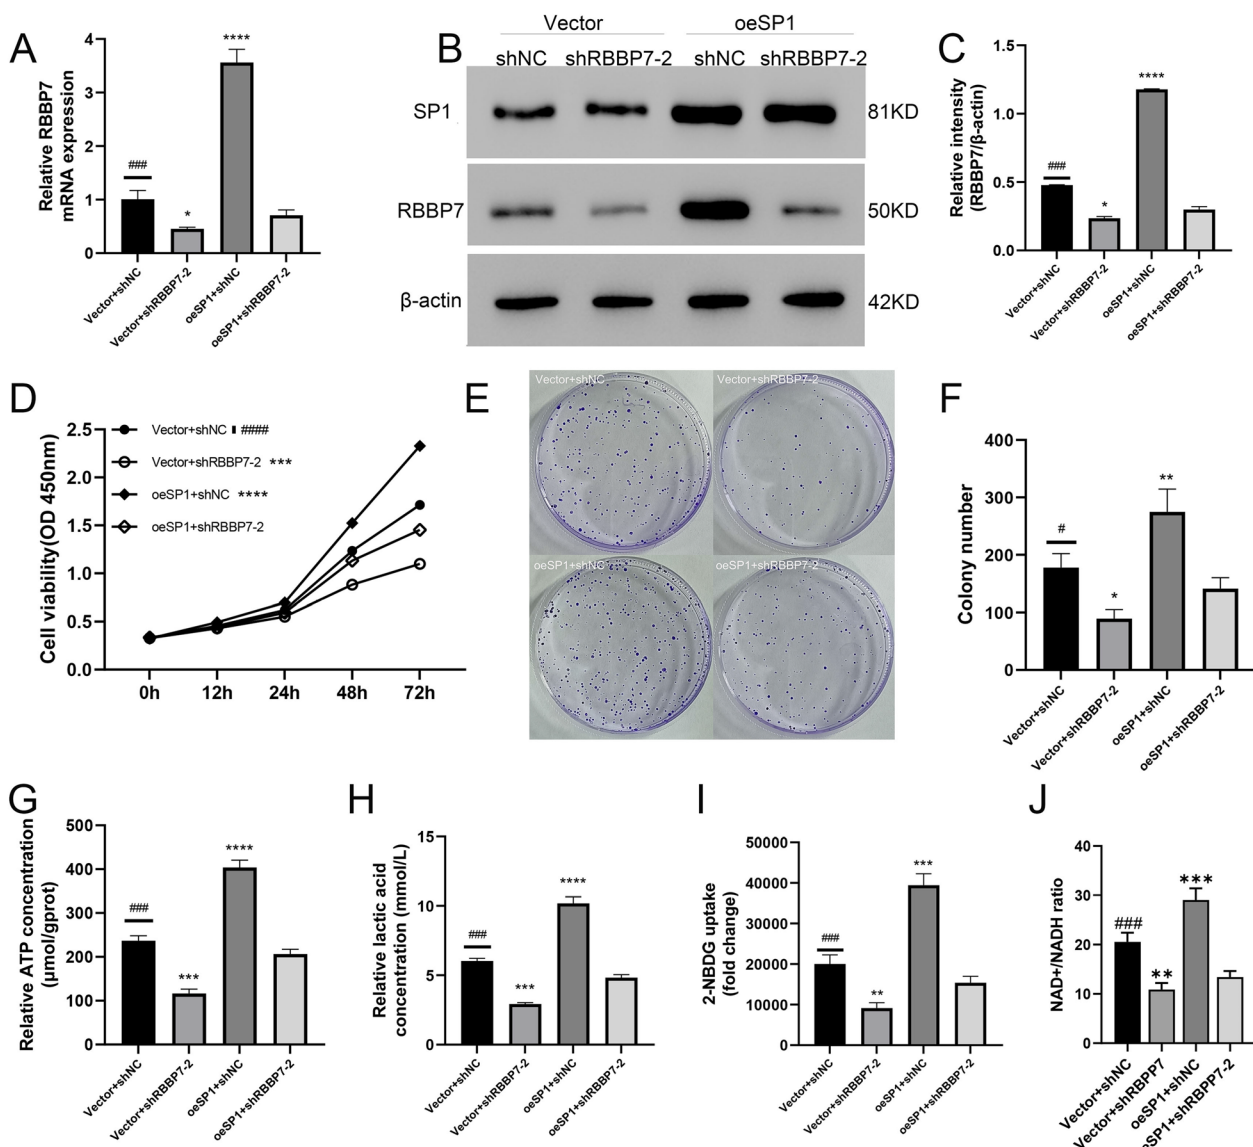 A
Relative RBBP7
mRNA expression
4
3
2
1
0
###
*
****
Vector+shNC
Vector+shRBBP7-2
oeSP1+shNC
oeSP1+shRBBP7-2
B
Vector
oeSP1
shNC
shRBBP7-2
shNC
shRBBP7-2
SP1
81KD
RBBP7
50KD
β-actin
42KD
C
Relative intensity
(RBBP7/β-actin)
1.5
1.0
0.5
0.0
###
*
****
Vector+shNC
Vector+shRBBP7-2
oeSP1+shNC
oeSP1+shRBBP7-2
D
Cell viability(OD 450nm)
2.5
2.0
1.5
1.0
0.5
0.0
Vector+shNC ####
Vector+shRBBP7-2 ***
oeSP1+shNC ****
oeSP1+shRBBP7-2
0h
12h
24h
48h
72h
E
Vector+shNC
Vector+shRBBP7-2
oeSP1+shNC
oeSP1+shRBBP7-2
F
Colony number
400
300
200
100
0
#
*
**
Vector+shNC
Vector+shRBBP7-2
oeSP1+shNC
oeSP1+shRBBP7-2
G
Relative ATP concentration
(μmol/gprot)
500
400
300
200
100
0
###
***
****
Vector+shNC
Vector+shRBBP7-2
oeSP1+shNC
oeSP1+shRBBP7-2
H
Relative lactic acid
concentration (mmol/L)
15
10
5
0
###
***
****
Vector+shNC
Vector+shRBBP7-2
oeSP1+shNC
oeSP1+shRBBP7-2
I
2-NBDG uptake
(fold change)
50000
40000
30000
20000
10000
0
###
**
***
Vector+shNC
Vector+shRBBP7-2
oeSP1+shNC
oeSP1+shRBBP7-2
J
NAD+/NADH ratio
40
30
20
10
0
###
**
***
Vector+shNC
Vector+shRBPP7
oeSP1+shNC
oeSP1+shRBPP7-2